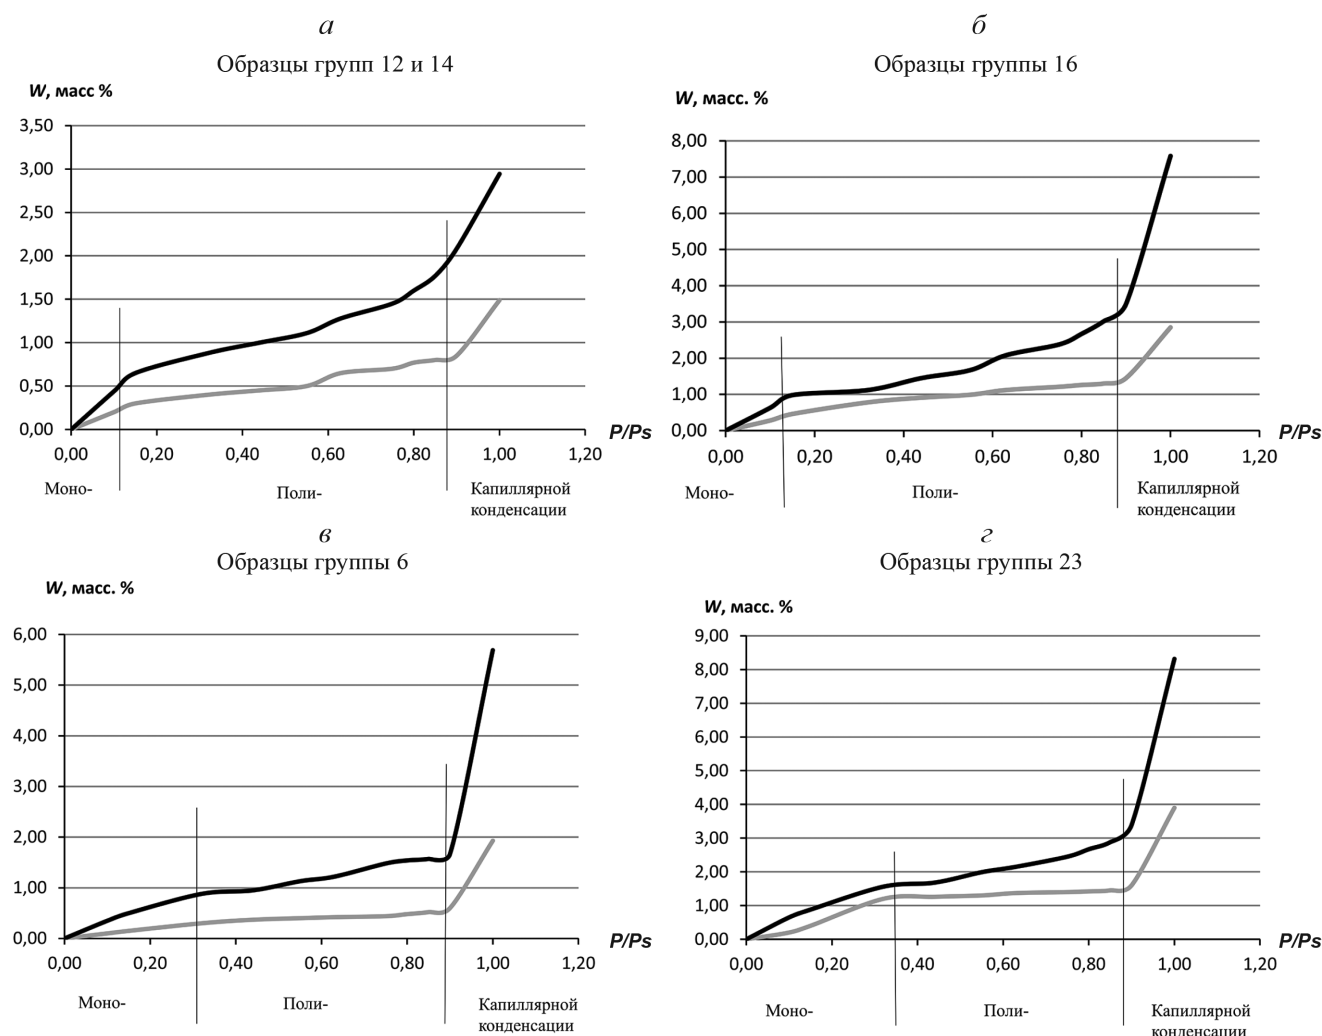 а
Образцы групп 12 и 14
W, масс %
3,50
3,00
2,50
2,00
1,50
1,00
0,50
0,00
0,00 0,20 0,40 0,60 0,80 1,00 1,20
P/Ps
Моно- Поли- Капиллярной
конденсации
б
Образцы группы 16
W, масс. %
8,00
7,00
6,00
5,00
4,00
3,00
2,00
1,00
0,00
0,00 0,20 0,40 0,60 0,80 1,00 1,20
P/Ps
Моно- Поли- Капиллярной
конденсации
в
Образцы группы 6
W, масс. %
6,00
5,00
4,00
3,00
2,00
1,00
0,00
0,00 0,20 0,40 0,60 0,80 1,00 1,20
P/Ps
Моно- Поли- Капиллярной
конденсации
г
Образцы группы 23
W, масс. %
9,00
8,00
7,00
6,00
5,00
4,00
3,00
2,00
1,00
0,00
0,00 0,20 0,40 0,60 0,80 1,00 1,20
P/Ps
Моно- Поли- Капиллярной
конденсации